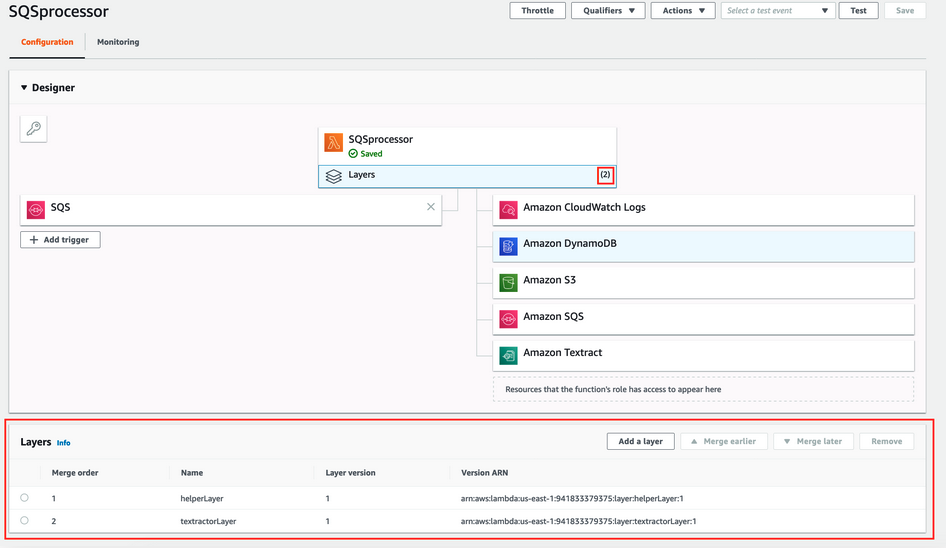 SQSprocessor
Throttle Qualifiers Actions Select a test event Test Save
Configuration Monitoring
Designer
SQSprocessor
Saved
Layers (2)
SQS
Add trigger
Amazon CloudWatch Logs
Amazon DynamoDB
Amazon S3
Amazon SQS
Amazon Textract
Resources that the function's role has access to appear here
Layers Info Add a layer Merge earlier Merge later Remove
Merge order Name Layer version Version ARN
1 helperLayer 1 arn:aws:lambda:us-east-1:941833379375:layer:helperLayer:1
2 textractorLayer 1 arn:aws:lambda:us-east-1:941833379375:layer:textractorLayer:1